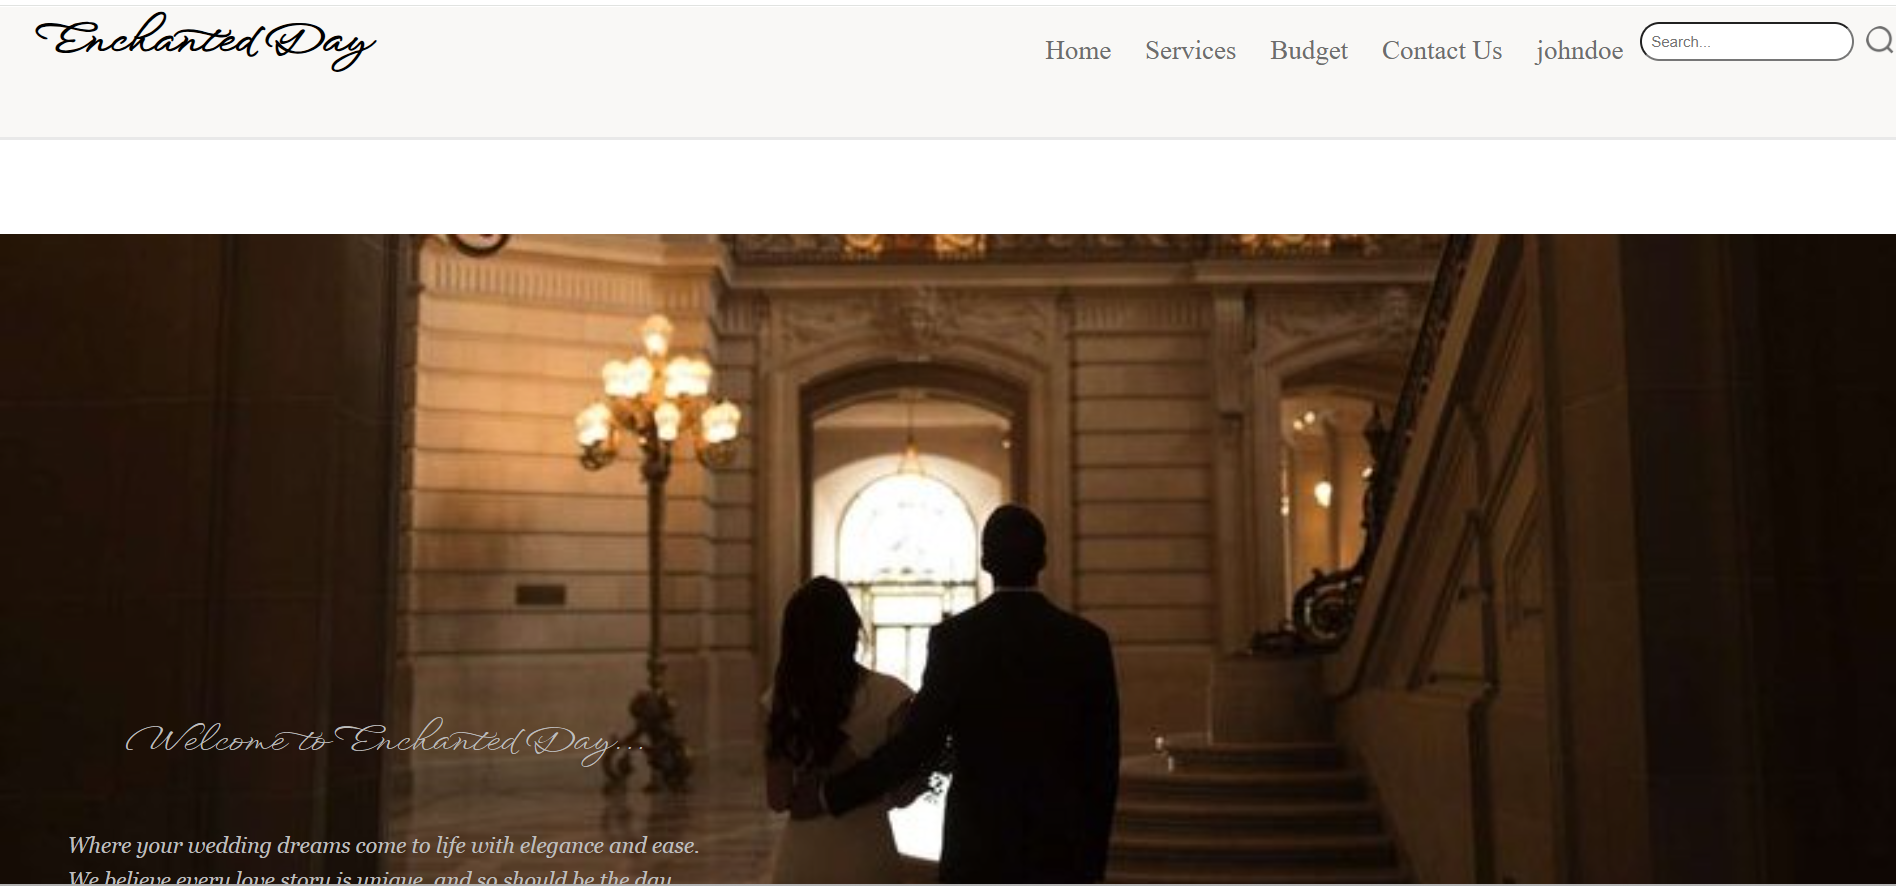 Enchanted Day
Home Services Budget Contact Us johndoe Search...
Welcome to Enchanted Day...
Where your wedding dreams come to life with elegance and ease.
We believe every love story is unique, and so should be the day